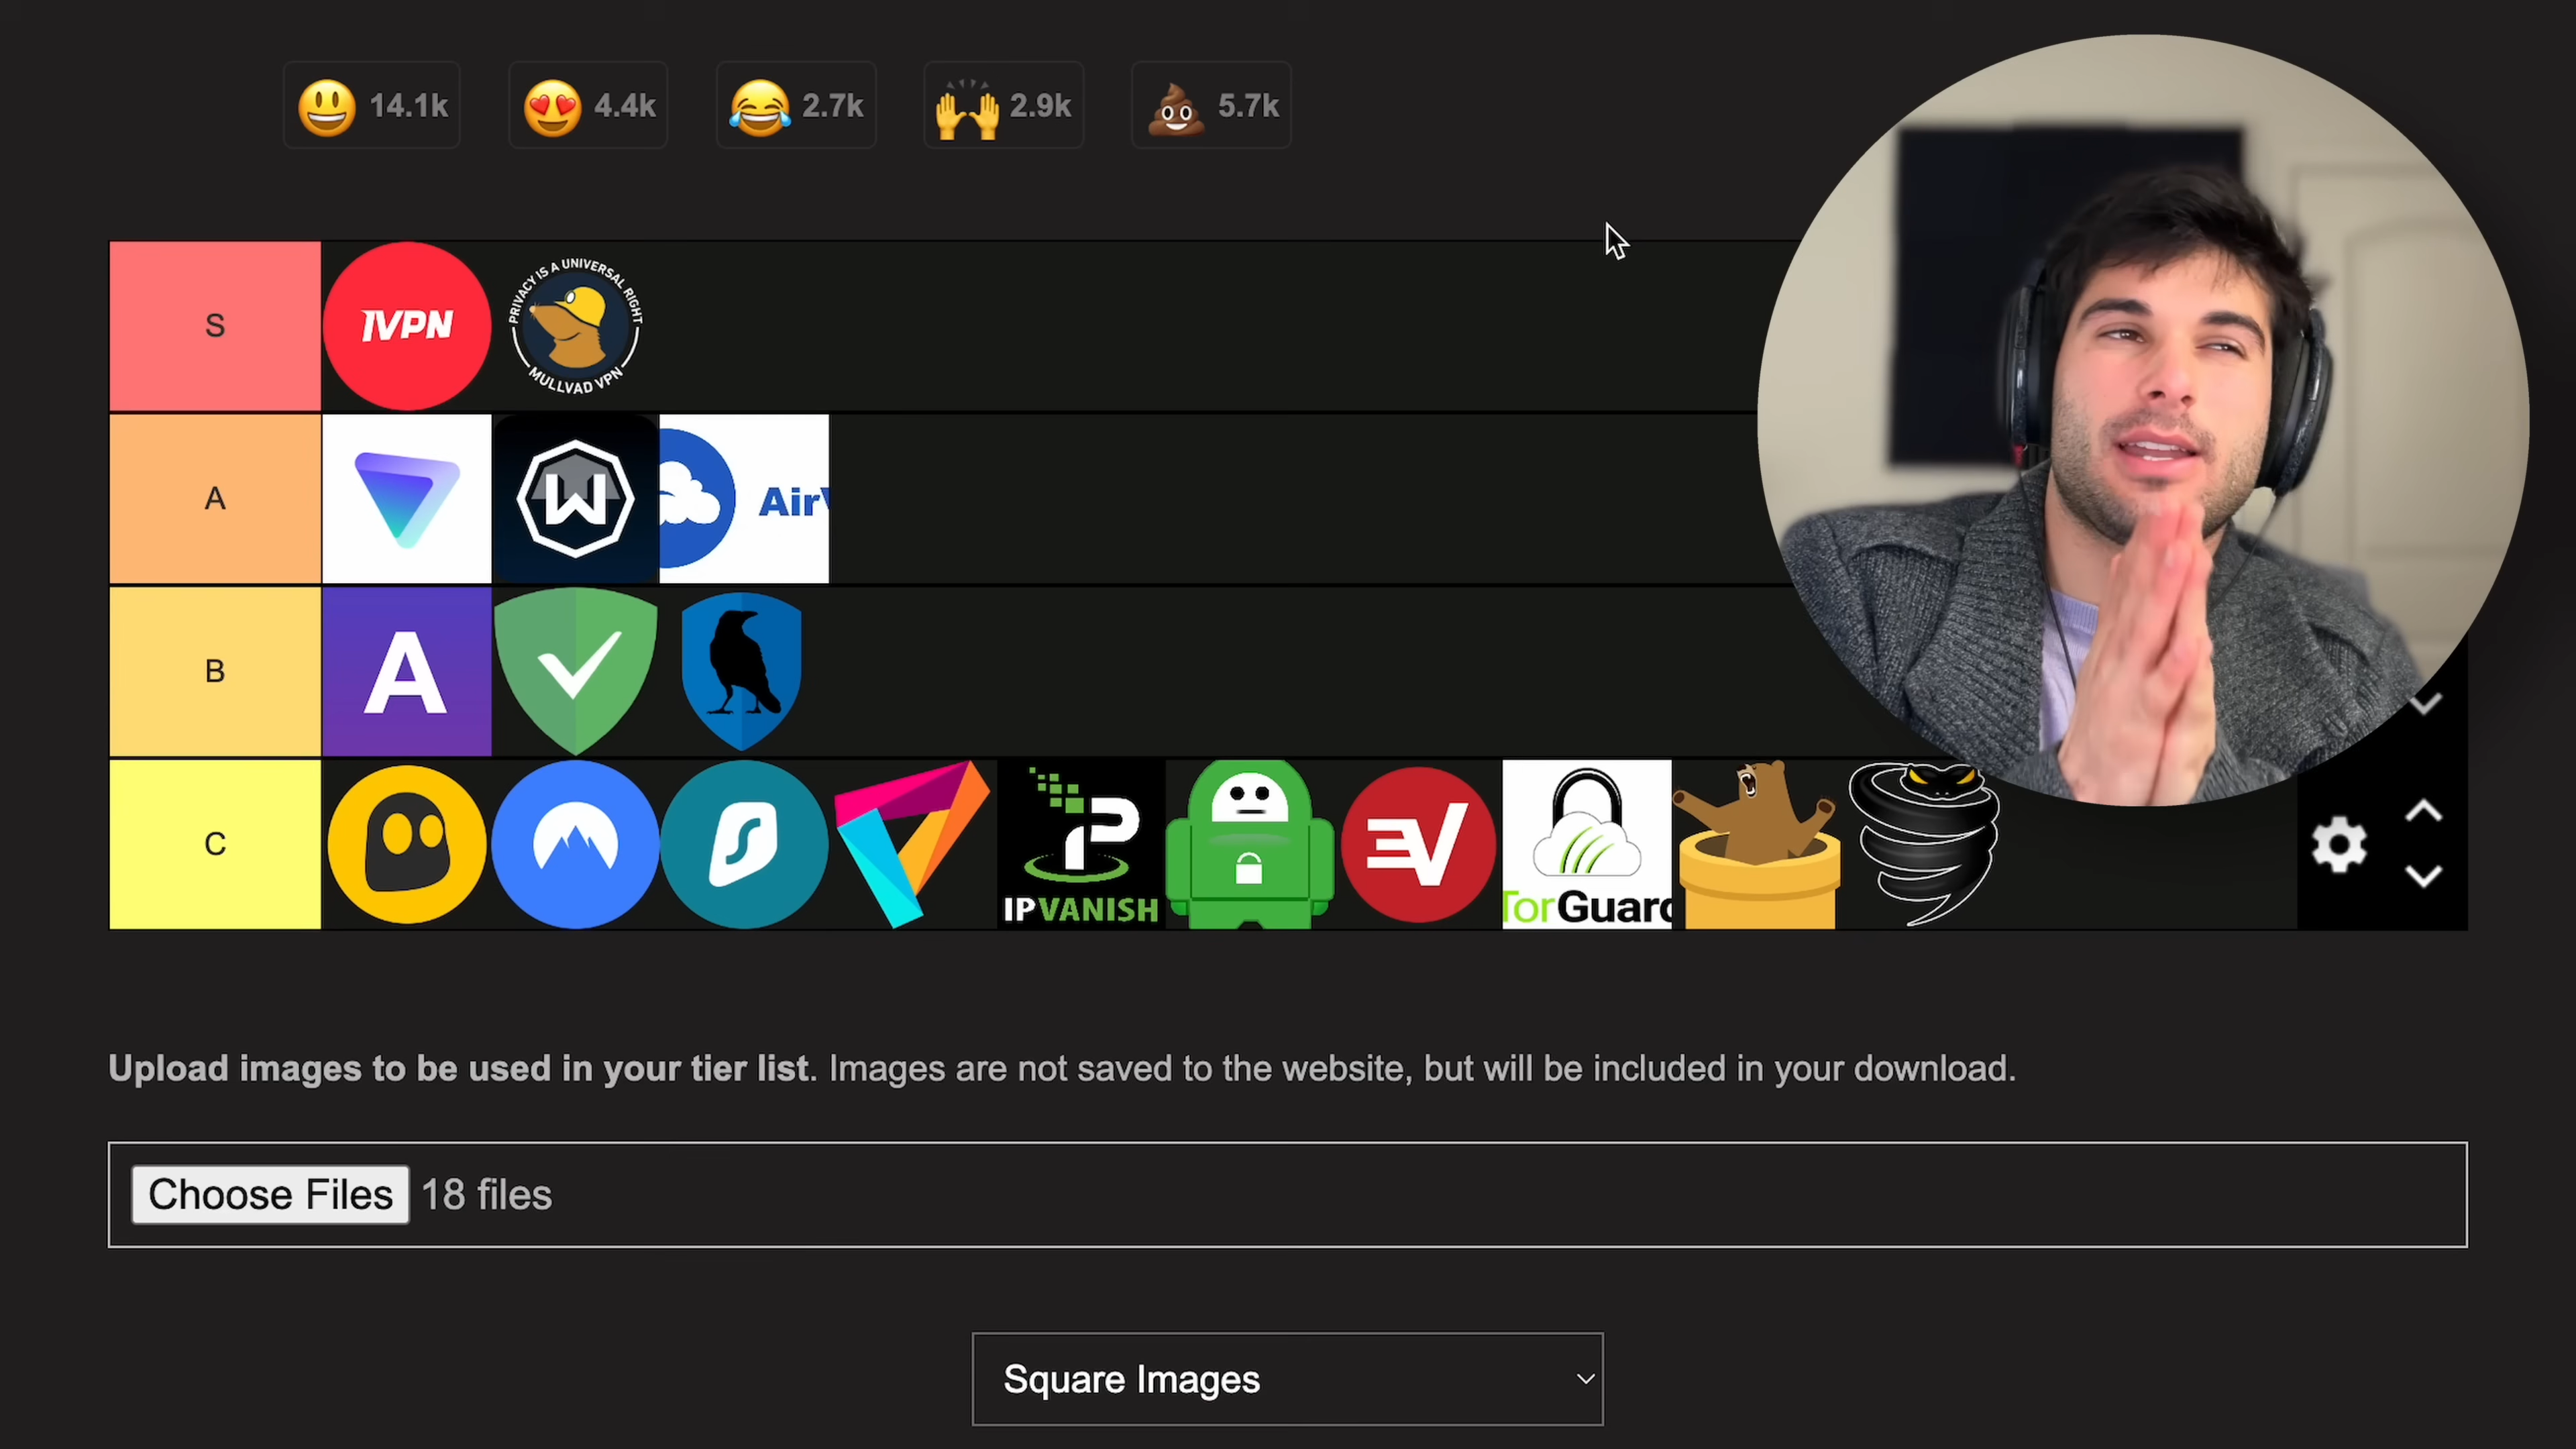 14.1k 4.4k 2.7k 2.9k 5.7k
S
IVPN
PRIVACY IS A UNIVERSAL RIGHT
MULLVAD VPN
A
W
Air
B
A
C
IPVANISH
EV
TorGuard
Upload images to be used in your tier list. Images are not saved to the website, but will be included in your download.
Choose Files 18 files
Square Images